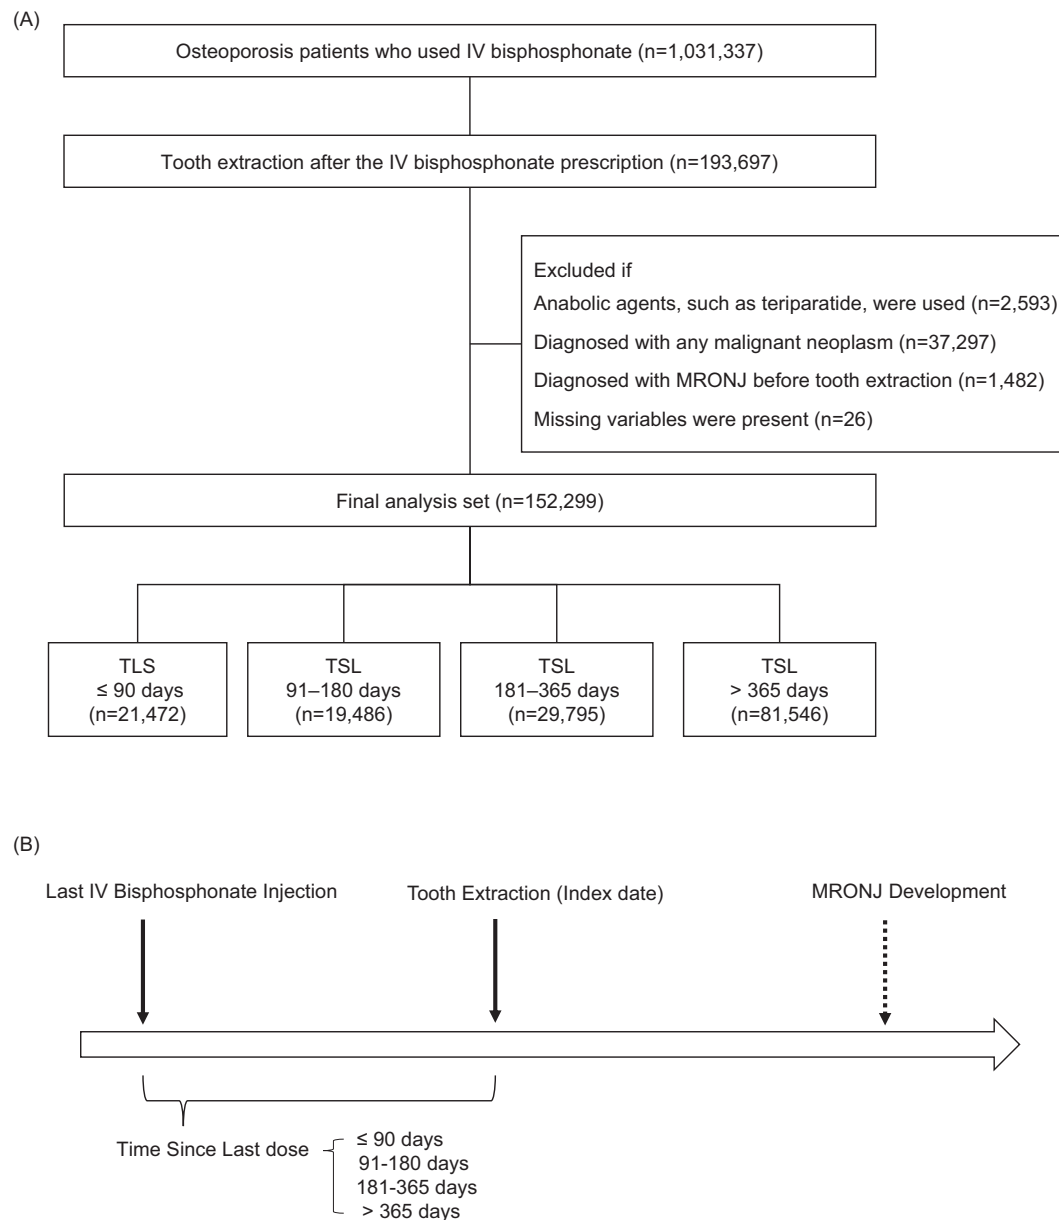 (A)
Osteoporosis patients who used IV bisphosphonate (n=1,031,337)
Tooth extraction after the IV bisphosphonate prescription (n=193,697)
Excluded if
Anabolic agents, such as teriparatide, were used (n=2,593)
Diagnosed with any malignant neoplasm (n=37,297)
Diagnosed with MRONJ before tooth extraction (n=1,482)
Missing variables were present (n=26)
Final analysis set (n=152,299)
TLS
≤ 90 days
(n=21,472)
TSL
91–180 days
(n=19,486)
TSL
181–365 days
(n=29,795)
TSL
> 365 days
(n=81,546)
(B)
Last IV Bisphosphonate Injection
Tooth Extraction (Index date)
MRONJ Development
Time Since Last dose
≤ 90 days
91-180 days
181-365 days
> 365 days